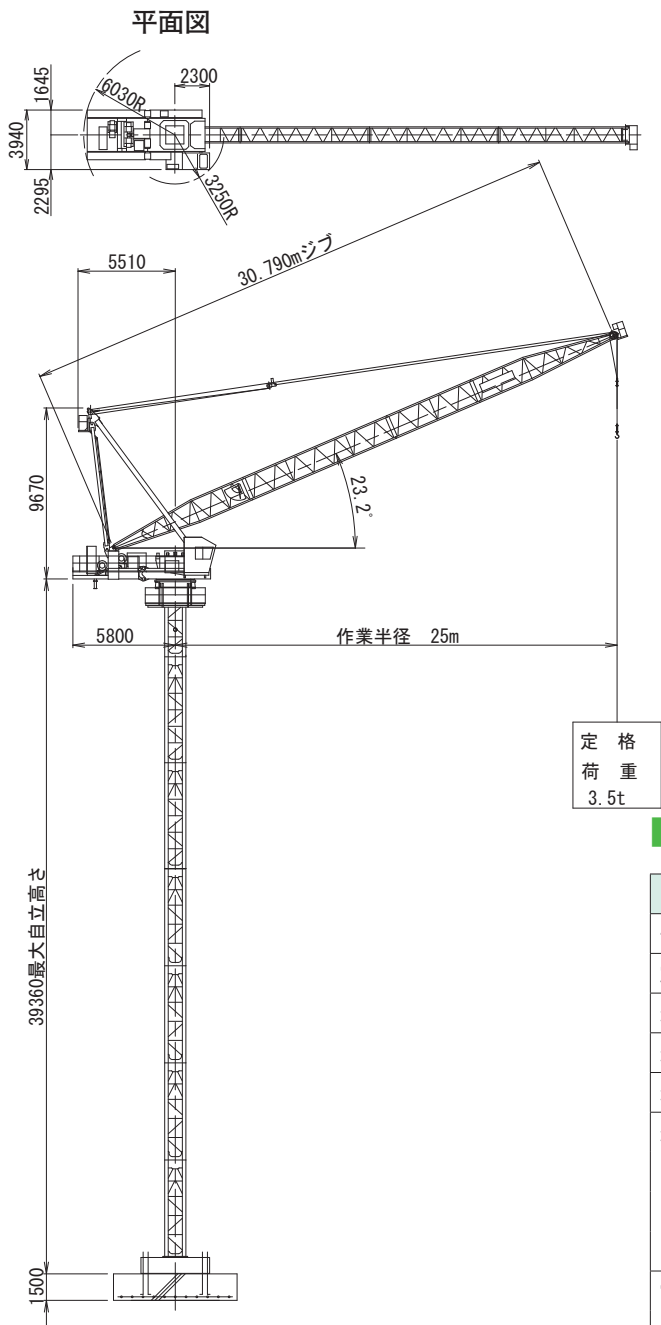 平面図
1645
3940
2295
6030R
2300
3250R
5510
30.790mジブ
9670
23.2°
5800
作業半径 25m
定 格
荷 重
3.5t
39360最大自立高さ
1500